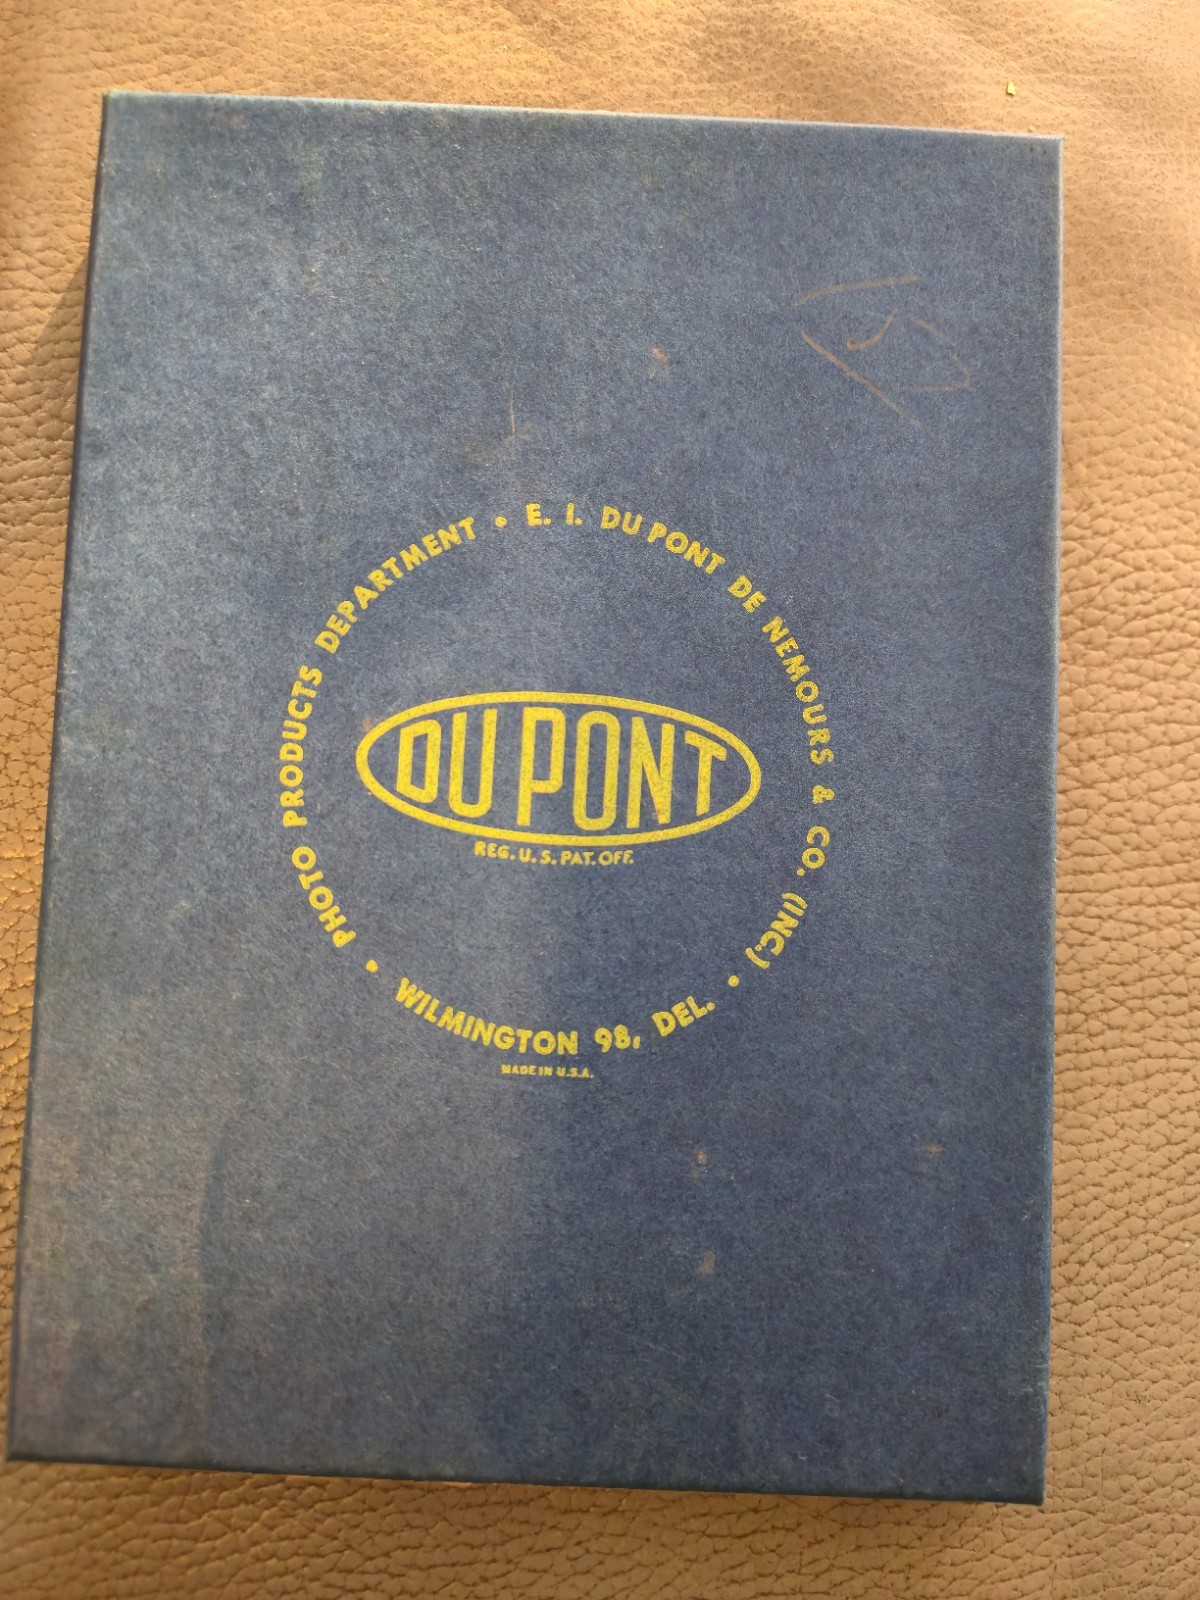 PHOTO PRODUCTS DEPARTMENT • E. I. DU PONT DE NEMOURS & CO. (INC.) •
DU PONT
REG. U. S. PAT. OFF.
WILMINGTON 98, DEL. •
MADE IN U.S.A.